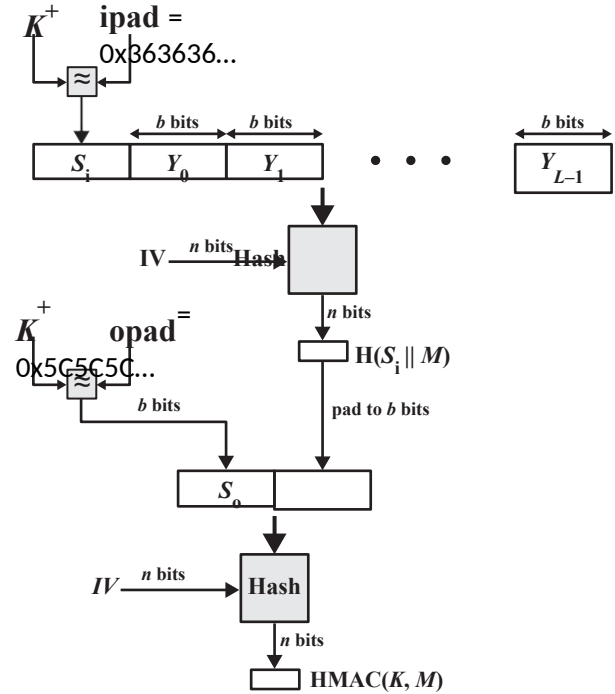 K+ ipad =
0x363636…
≈
b bits b bits b bits
Si Y0 Y1 • • • YL–1
n bits
IV Hash
n bits
K+ opad=
H(Si || M)
0x5C5C5C…
≈
b bits pad to b bits
So
n bits
IV Hash
n bits
HMAC(K, M)